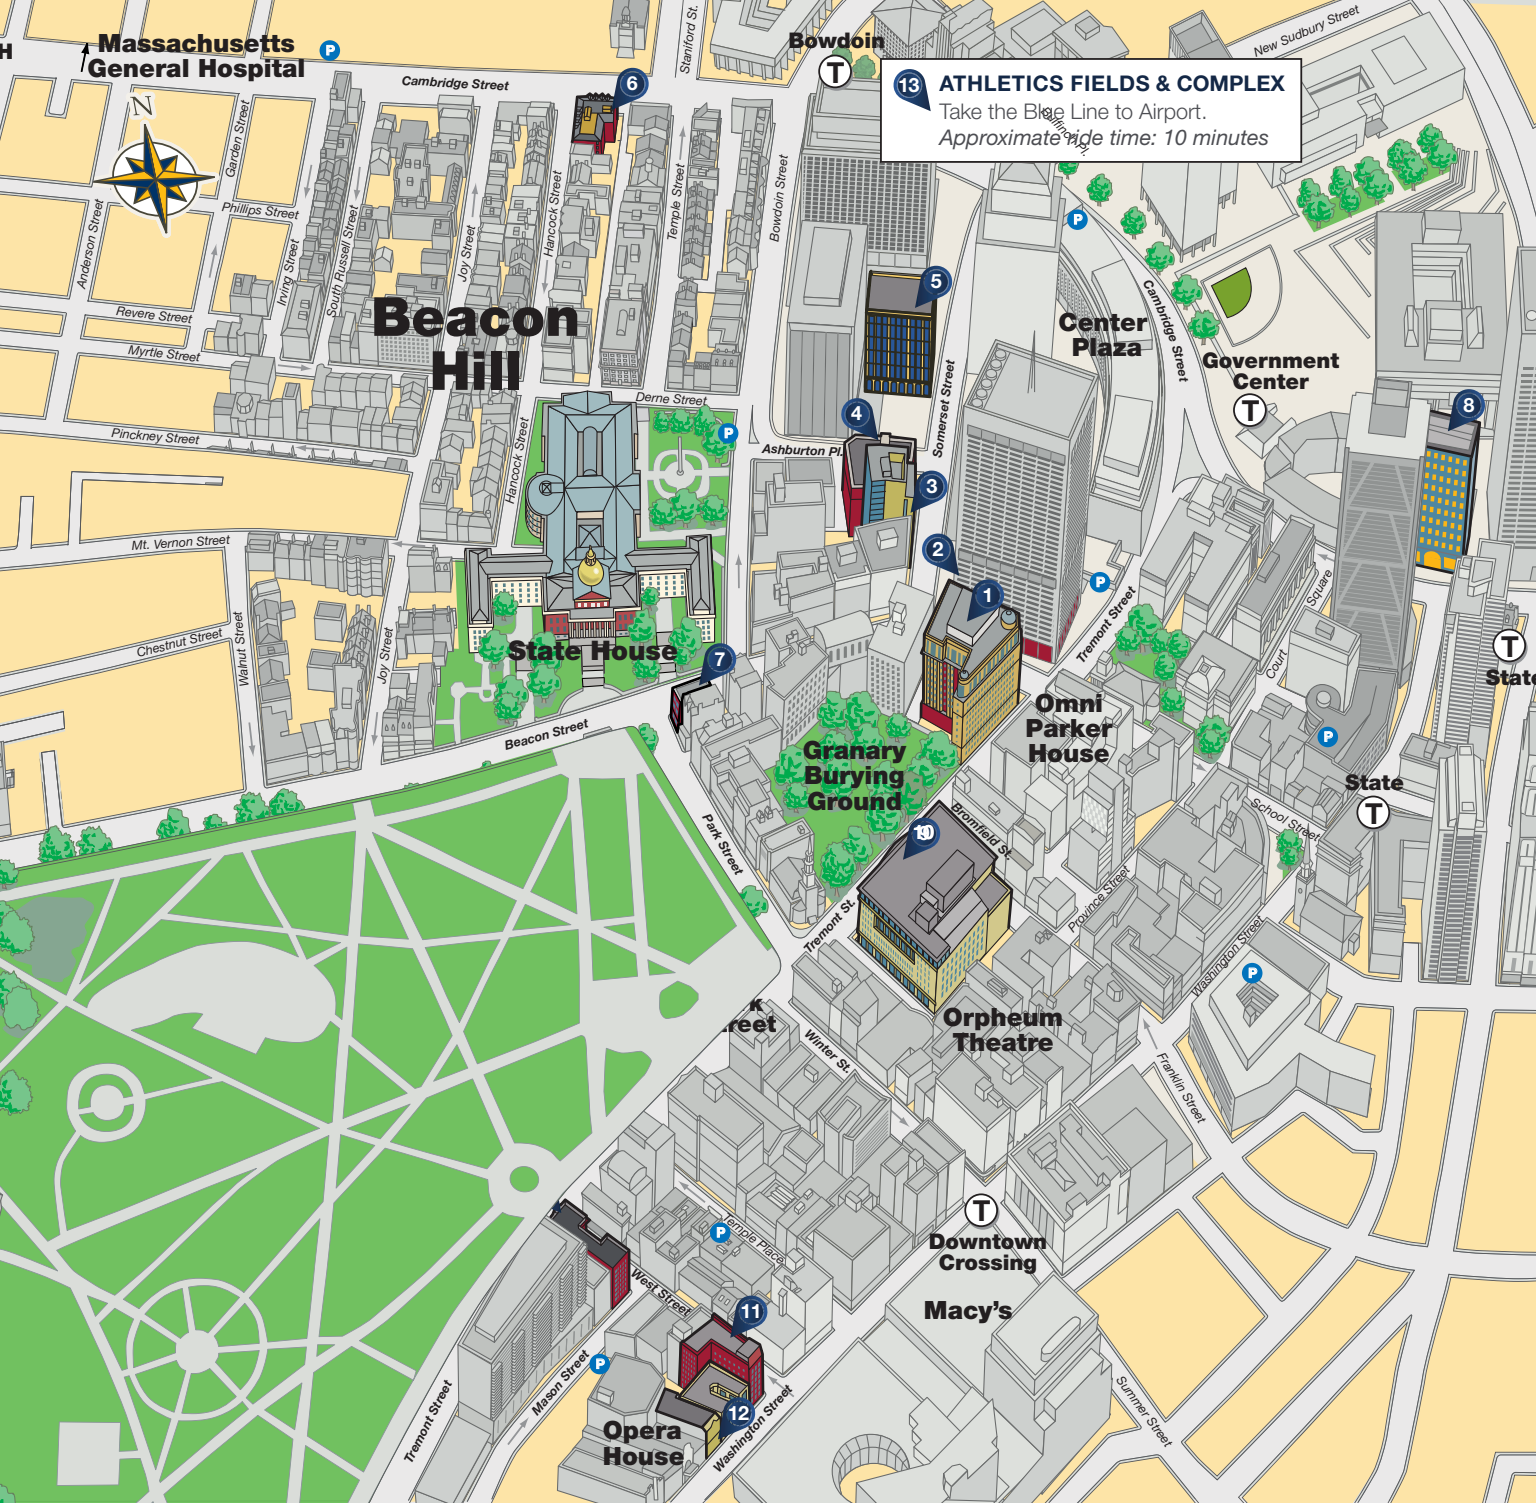 H
Massachusetts
General Hospital
P
N
Cambridge Street
6
Staniford St.
Bowdoin
T
13
ATHLETICS FIELDS & COMPLEX
Take the Blue Line to Airport.
Approximate ride time: 10 minutes
New Sudbury Street
Garden Street
Phillips Street
Anderson Street
Irving Street
South Russell Street
Joy Street
Hancock Street
Temple Street
Bowdoin Street
P
Revere Street
Myrtle Street
Beacon
Hill
5
Center
Plaza
Cambridge Street
Government
Center
T
Somerset Street
Derne Street
Pinckney Street
Hancock Street
P
Ashburton Pl.
4
3
8
Mt. Vernon Street
2
1
P
Tremont Street
Square
Court
T
State
Chestnut Street
Walnut Street
Joy Street
State House
7
Beacon Street
Omni
Parker
House
P
Granary
Burying
Ground
State
T
School Street
Park Street
Bromfield St.
10
Tremont St.
Province Street
Washington Street
P
k
reet
Orpheum
Theatre
Winter St.
Franklin Street
T
Downtown
Crossing
Temple Place
P
West Street
Macy's
11
Mason Street
P
12
Opera
House
Washington Street
Tremont Street
Summer Street